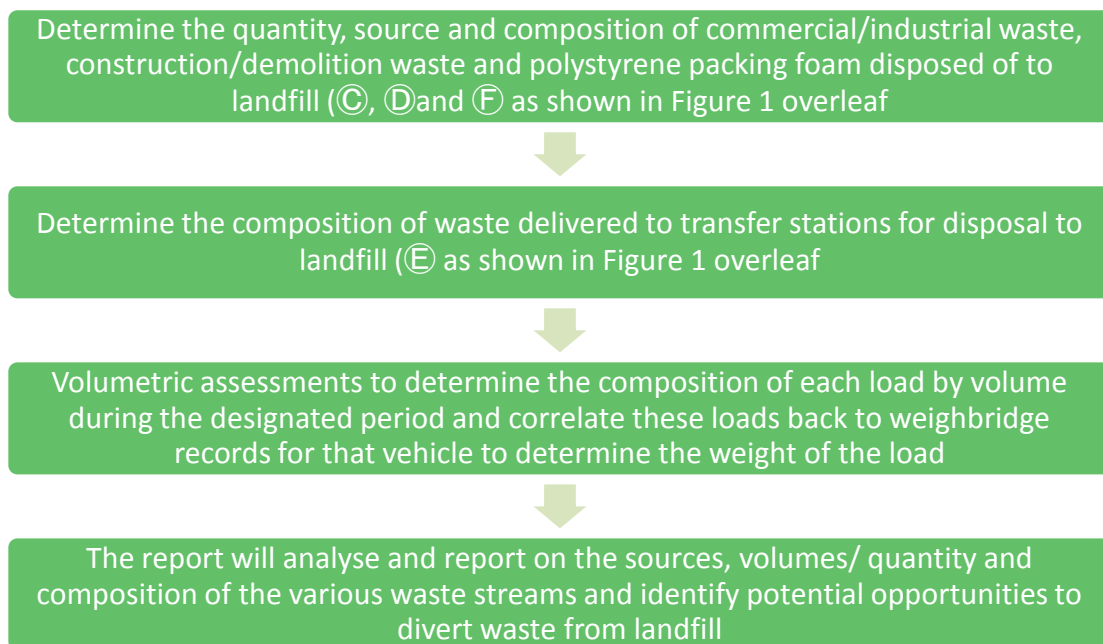 Determine the quantity, source and composition of commercial/industrial waste,
construction/demolition waste and polystyrene packing foam disposed of to
landfill (Ⓒ, Ⓓand Ⓕ as shown in Figure 1 overleaf
Determine the composition of waste delivered to transfer stations for disposal to
landfill (Ⓔ as shown in Figure 1 overleaf
Volumetric assessments to determine the composition of each load by volume
during the designated period and correlate these loads back to weighbridge
records for that vehicle to determine the weight of the load
The report will analyse and report on the sources, volumes/ quantity and
composition of the various waste streams and identify potential opportunities to
divert waste from landfill